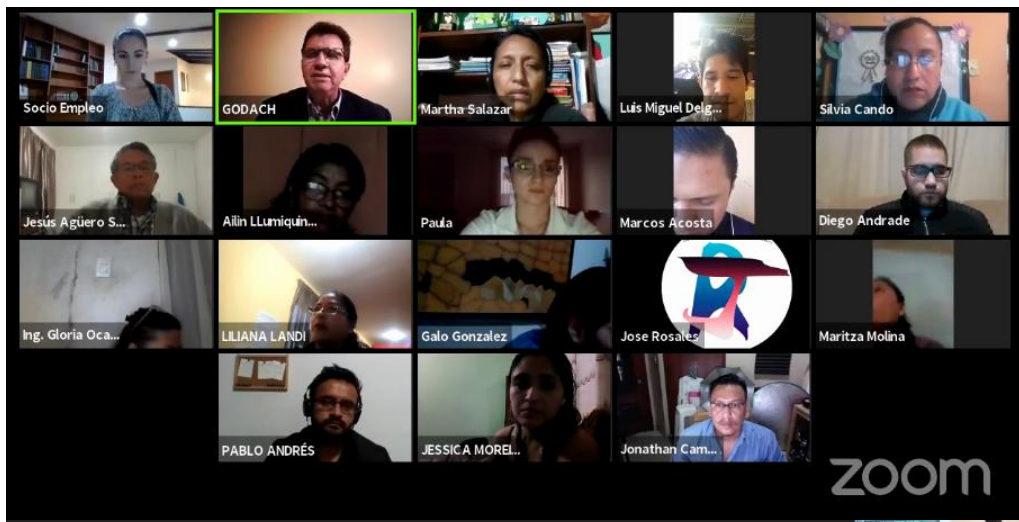 Socio Empleo
GODACH
Martha Salazar
Luis Miguel Delg...
Silvia Cando
Jesús Agüero S...
Ailin LLumiquin...
Paula
Marcos Acosta
Diego Andrade
Ing. Gloria Oca...
LILIANA LANDI
Galo Gonzalez
Jose Rosales
Maritza Molina
PABLO ANDRÉS
JESSICA MOREI...
Jonathan Cam...
zoom